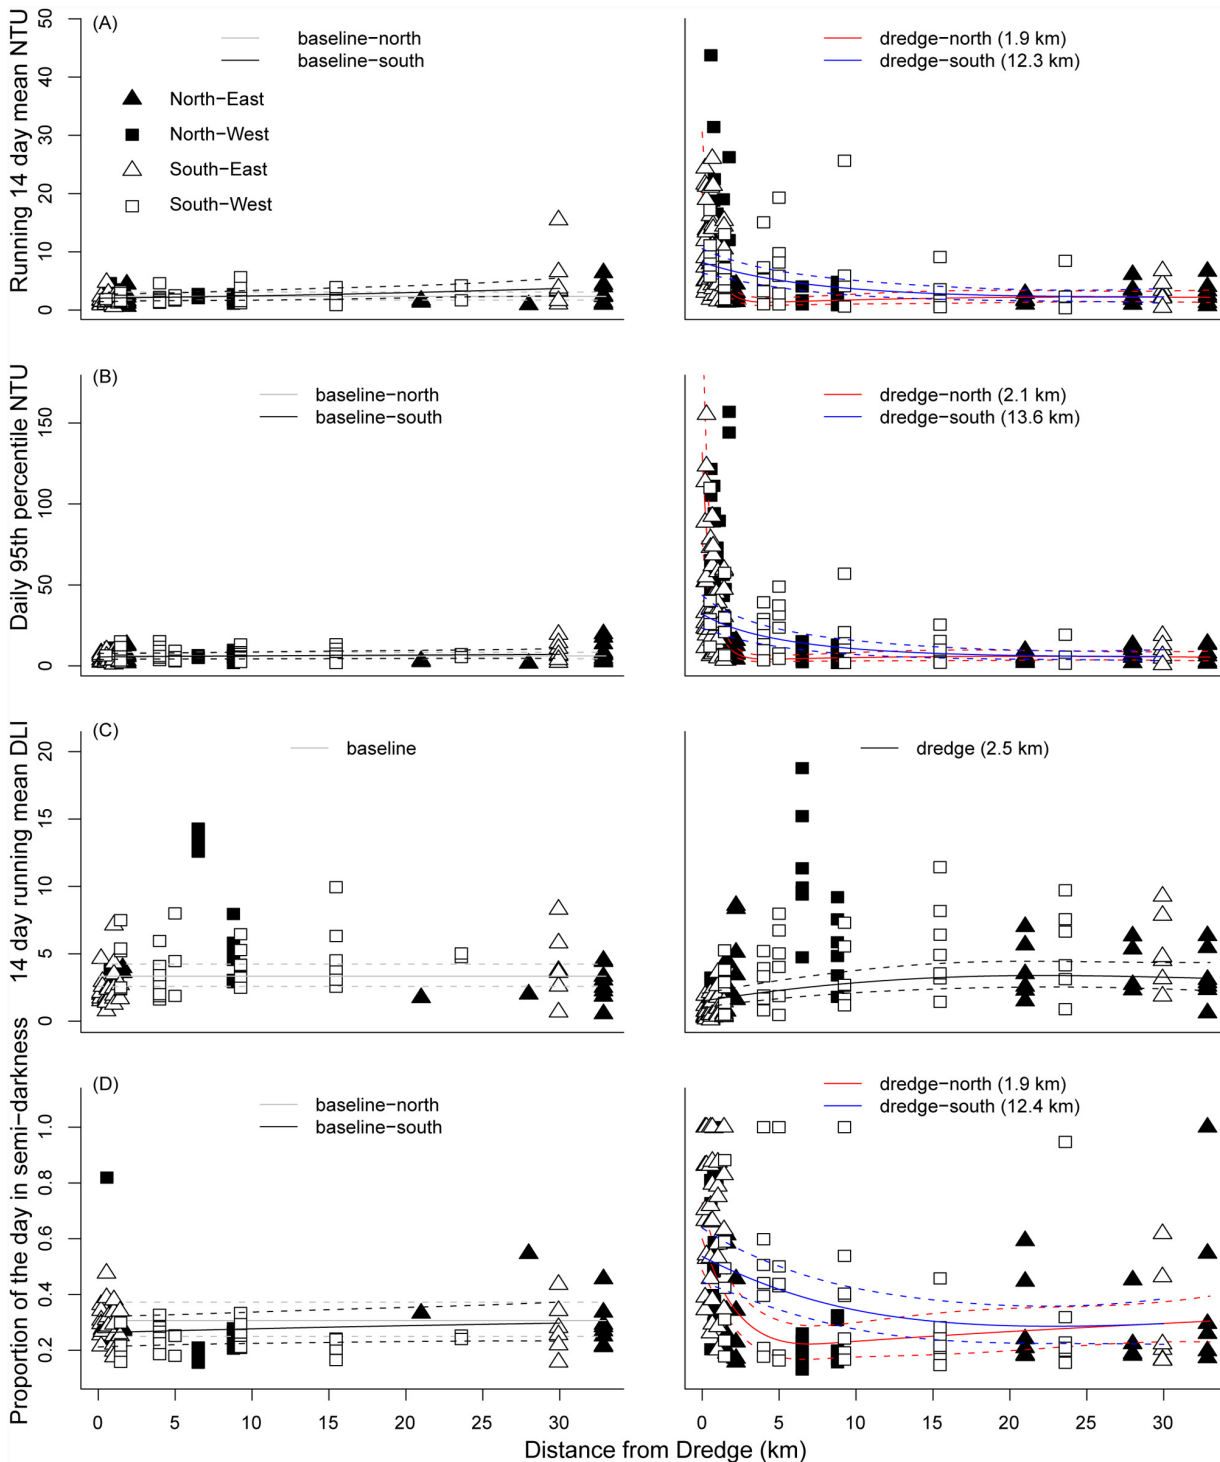 (A)
baseline−north
baseline−south
North−East
North−West
South−East
South−West
dredge−north (1.9 km)
dredge−south (12.3 km)
Running 14 day mean NTU
0
10
20
30
40
50
(B)
baseline−north
baseline−south
dredge−north (2.1 km)
dredge−south (13.6 km)
Daily 95th percentile NTU
0
50
100
150
(C)
baseline
dredge (2.5 km)
14 day running mean DLI
0
5
10
15
20
(D)
baseline−north
baseline−south
dredge−north (1.9 km)
dredge−south (12.4 km)
Proportion of the day in semi−darkness
0.2
0.4
0.6
0.8
1.0
0 5 10 15 20 25 30
0 5 10 15 20 25 30
Distance from Dredge (km)